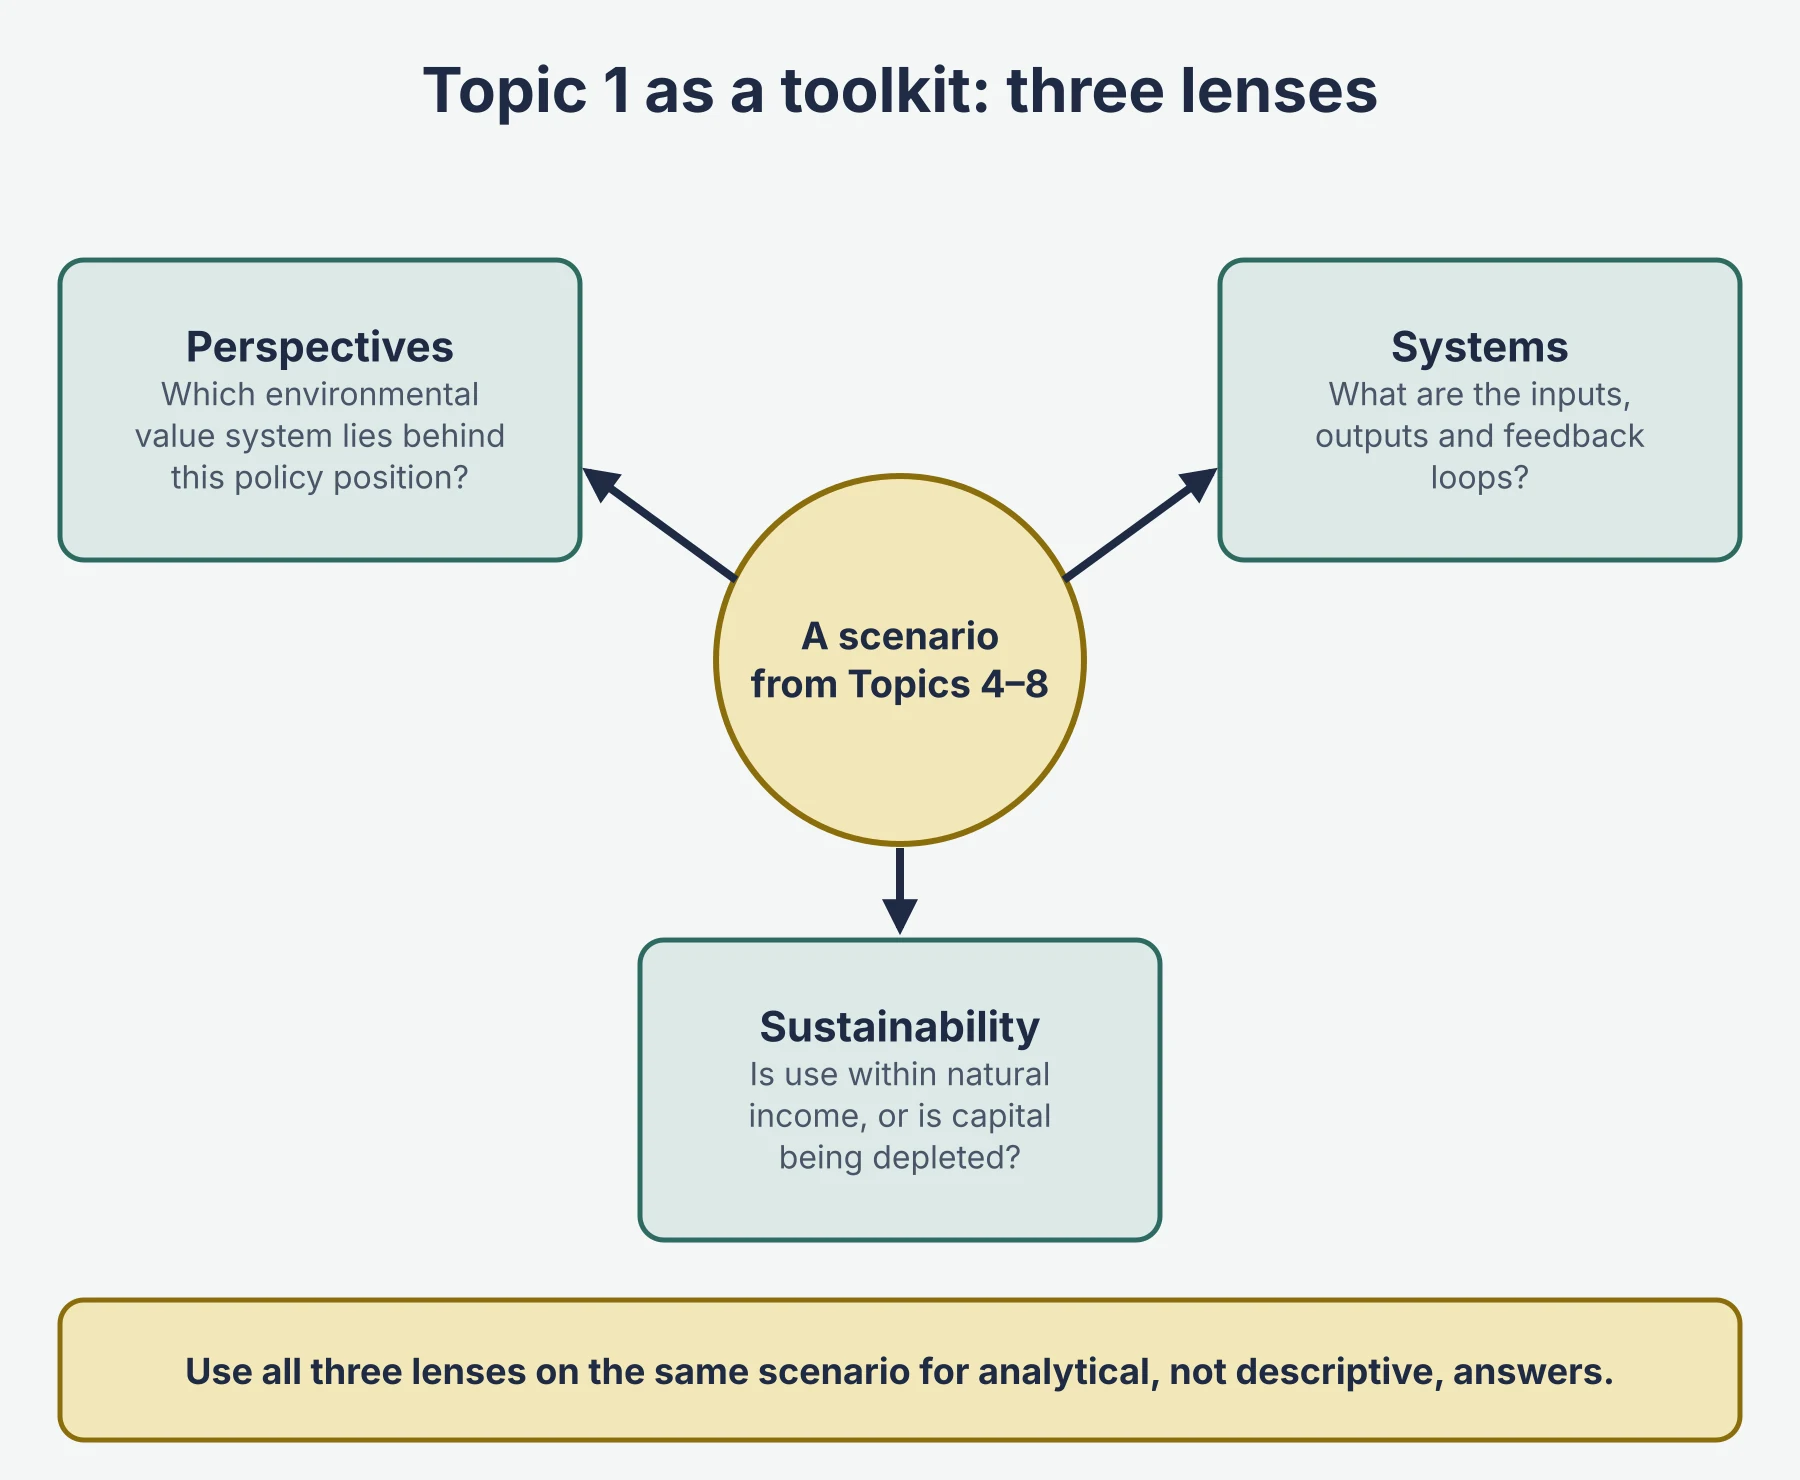 Topic 1 as a toolkit: three lenses
Perspectives
Which environmental
value system lies behind
this policy position?
Systems
What are the inputs,
outputs and feedback
loops?
A scenario
from Topics 4–8
Sustainability
Is use within natural
income, or is capital
being depleted?
Use all three lenses on the same scenario for analytical, not descriptive, answers.